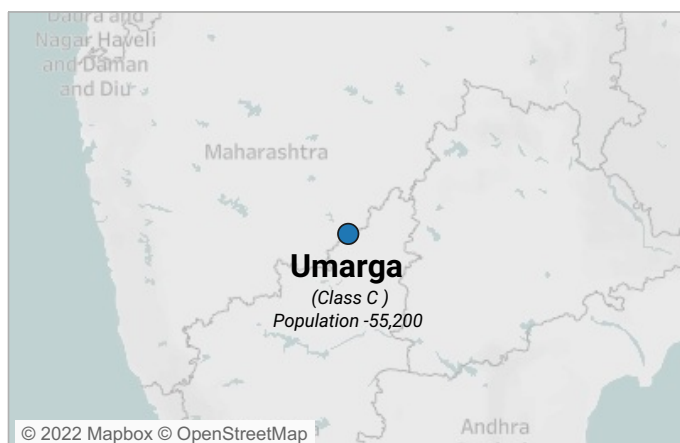 Dadra and
Nagar Haveli
and Daman
and Diu
Maharashtra
Umarga
(Class C )
Population -55,200
© 2022 Mapbox © OpenStreetMap
Andhra